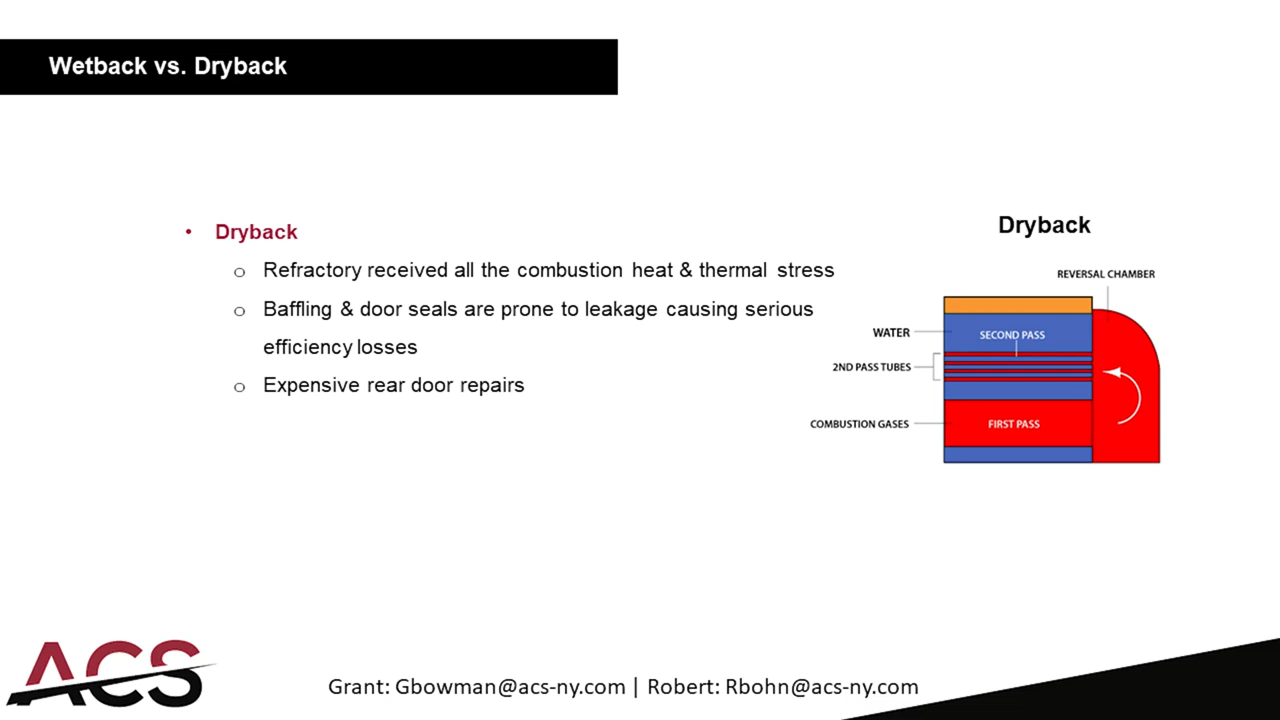 Wetback vs. Dryback
• Dryback
o Refractory received all the combustion heat & thermal stress
o Baffling & door seals are prone to leakage causing serious
efficiency losses
o Expensive rear door repairs
Dryback
REVERSAL CHAMBER
WATER
SECOND PASS
2ND PASS TUBES
COMBUSTION GASES
FIRST PASS
ACS
Grant: Gbowman@acs-ny.com | Robert: Rbohn@acs-ny.com